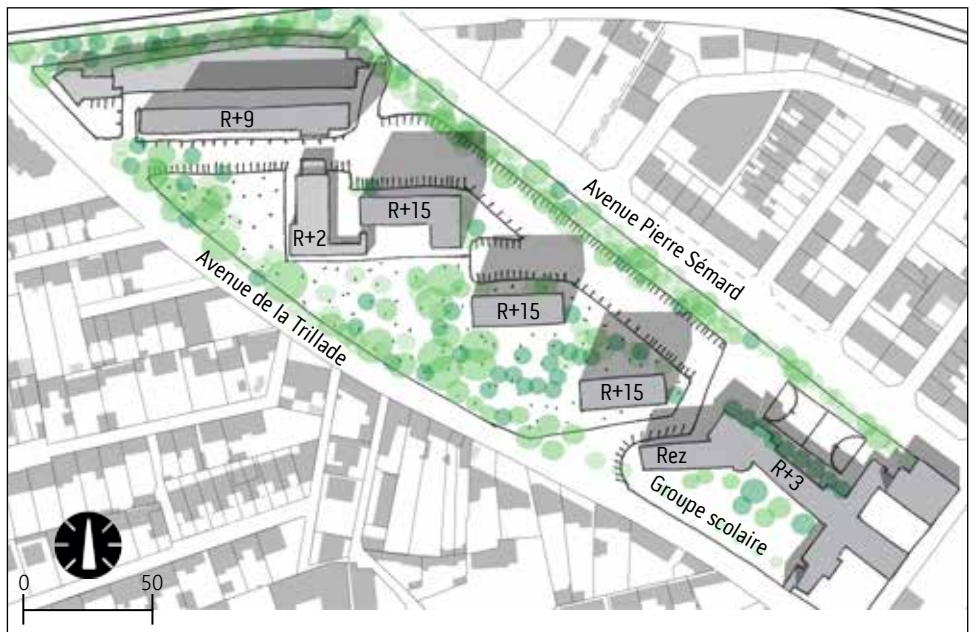 R+9
R+15
R+2
Avenue Pierre Sémard
Avenue de la Trillade
R+15
R+15
Rez
R+3
Groupe scolaire
0 50